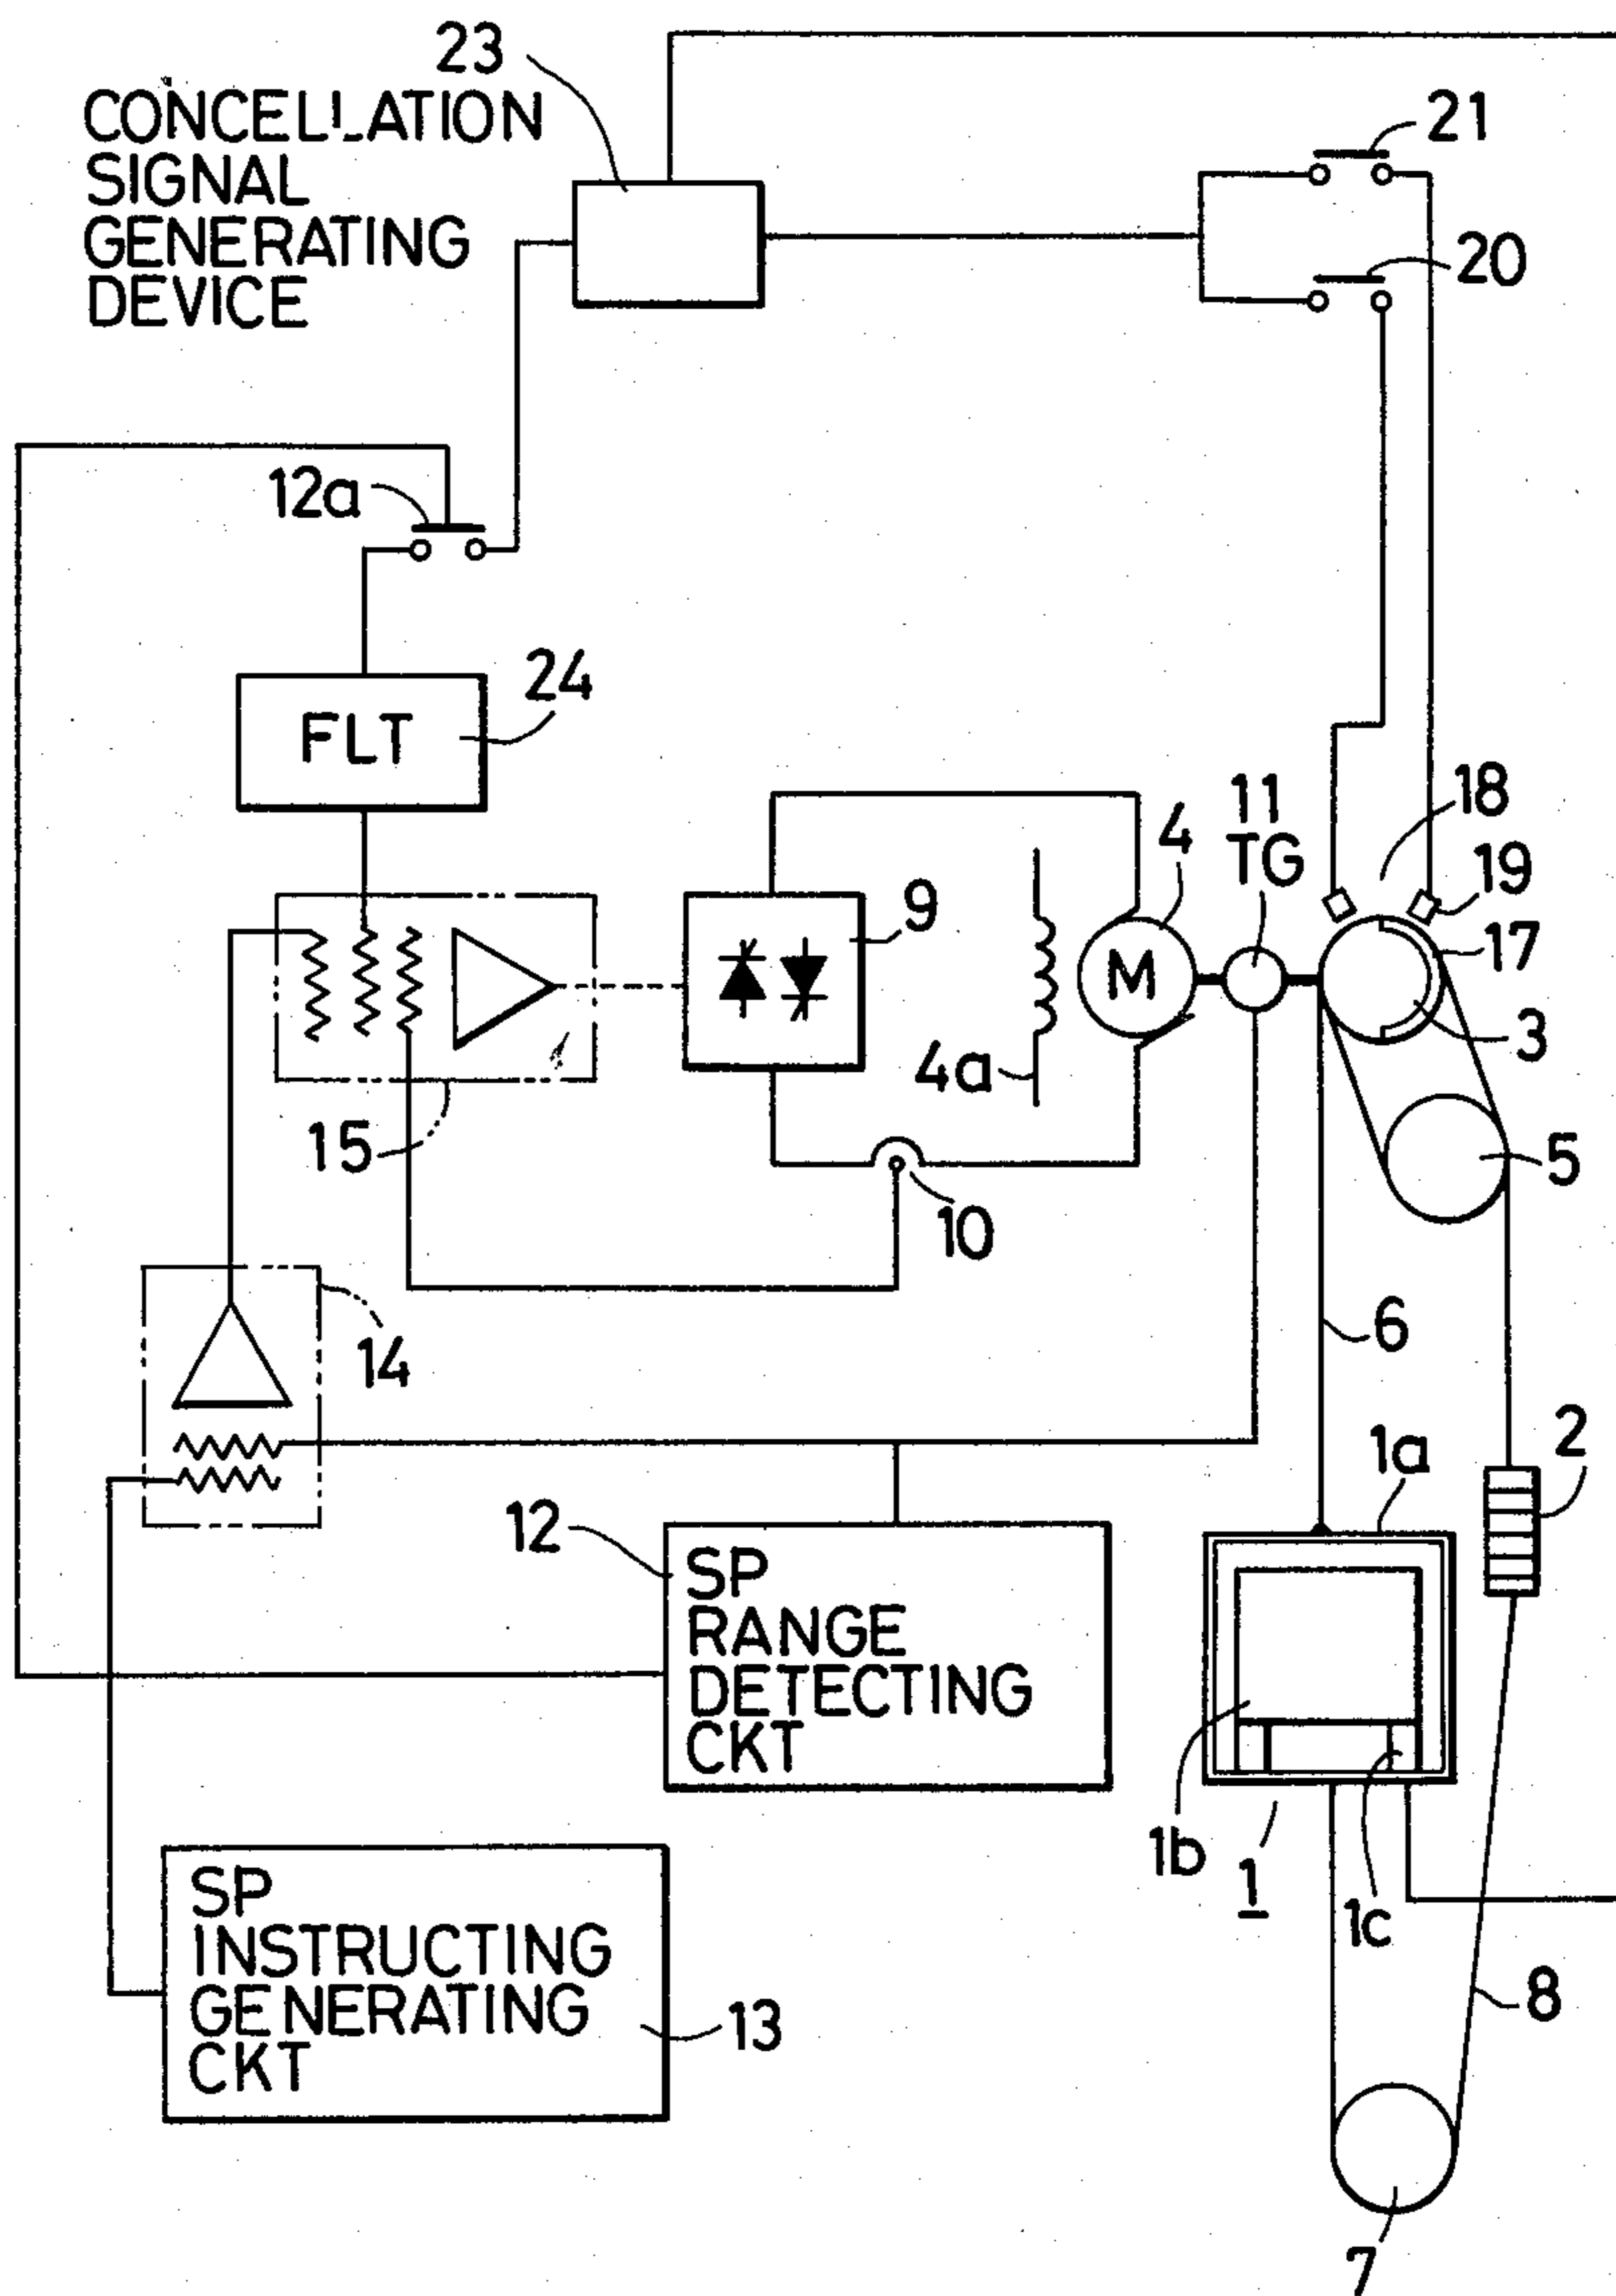 23
CONCELLATION
SIGNAL
GENERATING
DEVICE
21
20
12a
24
FLT
11
TG
4
18
19
17
9
M
3
4a
15
5
10
14
6
2
1a
12
SP
RANGE
DETECTING
CKT
1b
1
1c
SP
INSTRUCTING
GENERATING
CKT
13
8
7